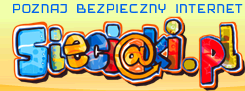 POZNAJ BEZPIECZNY INTERNET
Sieci@ki.pl